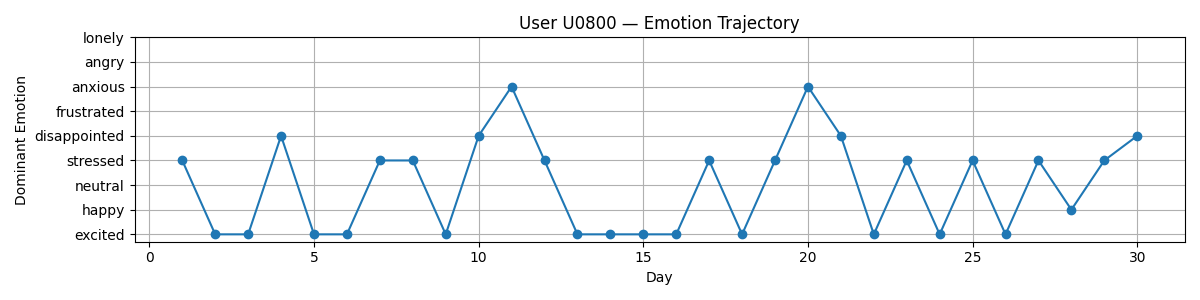 User U0800 — Emotion Trajectory
lonely
angry
anxious
frustrated
disappointed
stressed
neutral
happy
excited
Dominant Emotion
0 5 10 15 20 25 30
Day